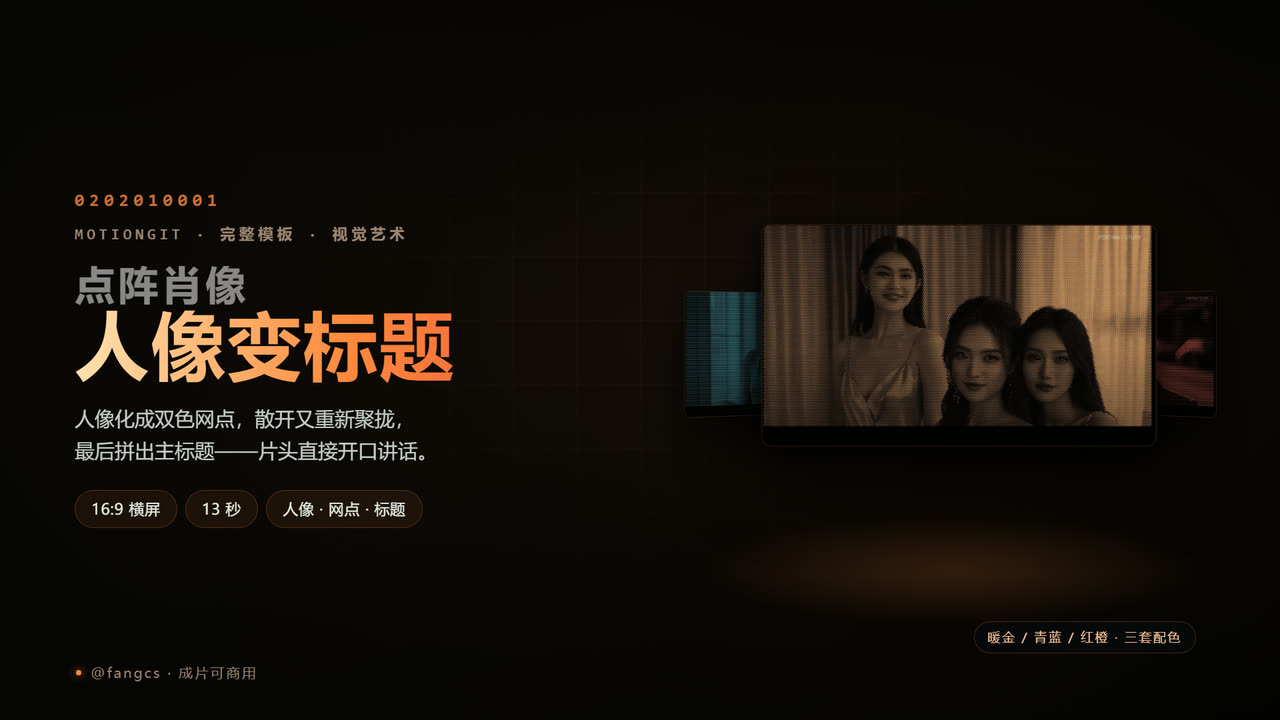 0202010001
MOTIONGIT · 完整模板 · 视觉艺术
点阵肖像
人像变标题
人像化成双色网点，散开又重新聚拢，
最后拼出主标题——片头直接开口讲话。
16:9 横屏
13 秒
人像 · 网点 · 标题
暖金 / 青蓝 / 红橙 · 三套配色
@fangcs · 成片可商用